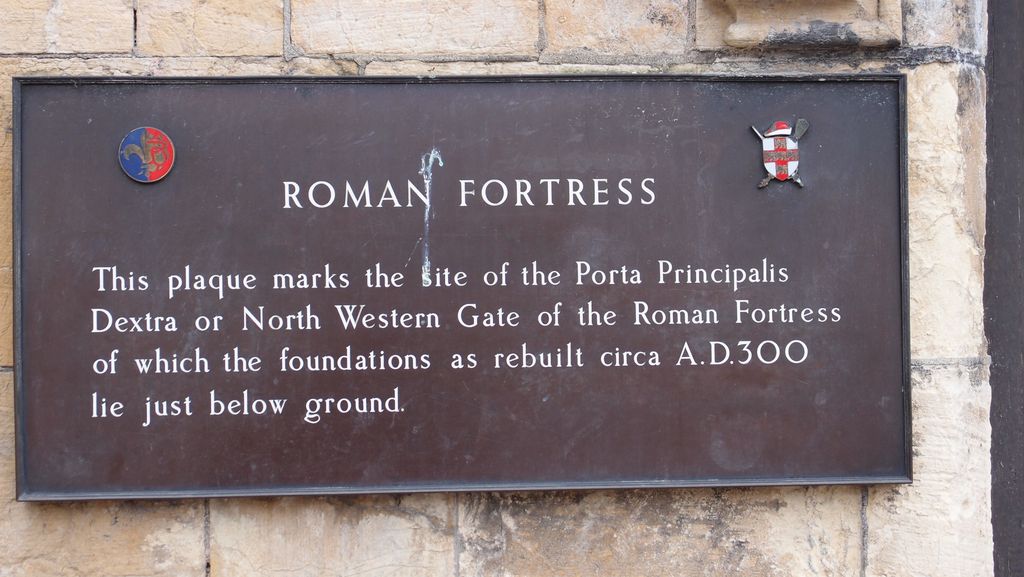 ROMAN FORTRESS
This plaque marks the site of the Porta Principalis
Dextra or North Western Gate of the Roman Fortress
of which the foundations as rebuilt circa A.D.300
lie just below ground.